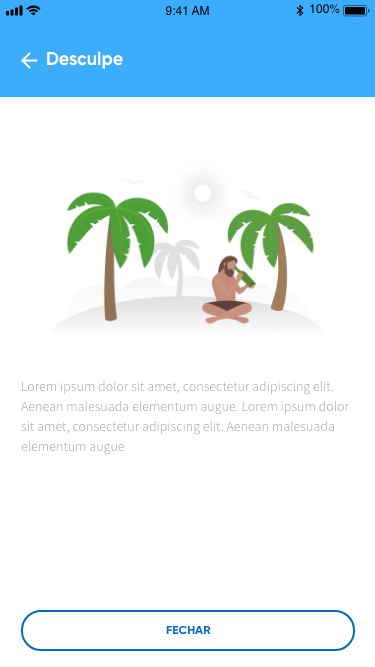 9:41 AM
100%
Desculpe
Lorem ipsum dolor sit amet, consectetur adipiscing elit.
Aenean malesuada elementum augue. Lorem ipsum dolor
sit amet, consectetur adipiscing elit. Aenean malesuada
elementum augue
FECHAR